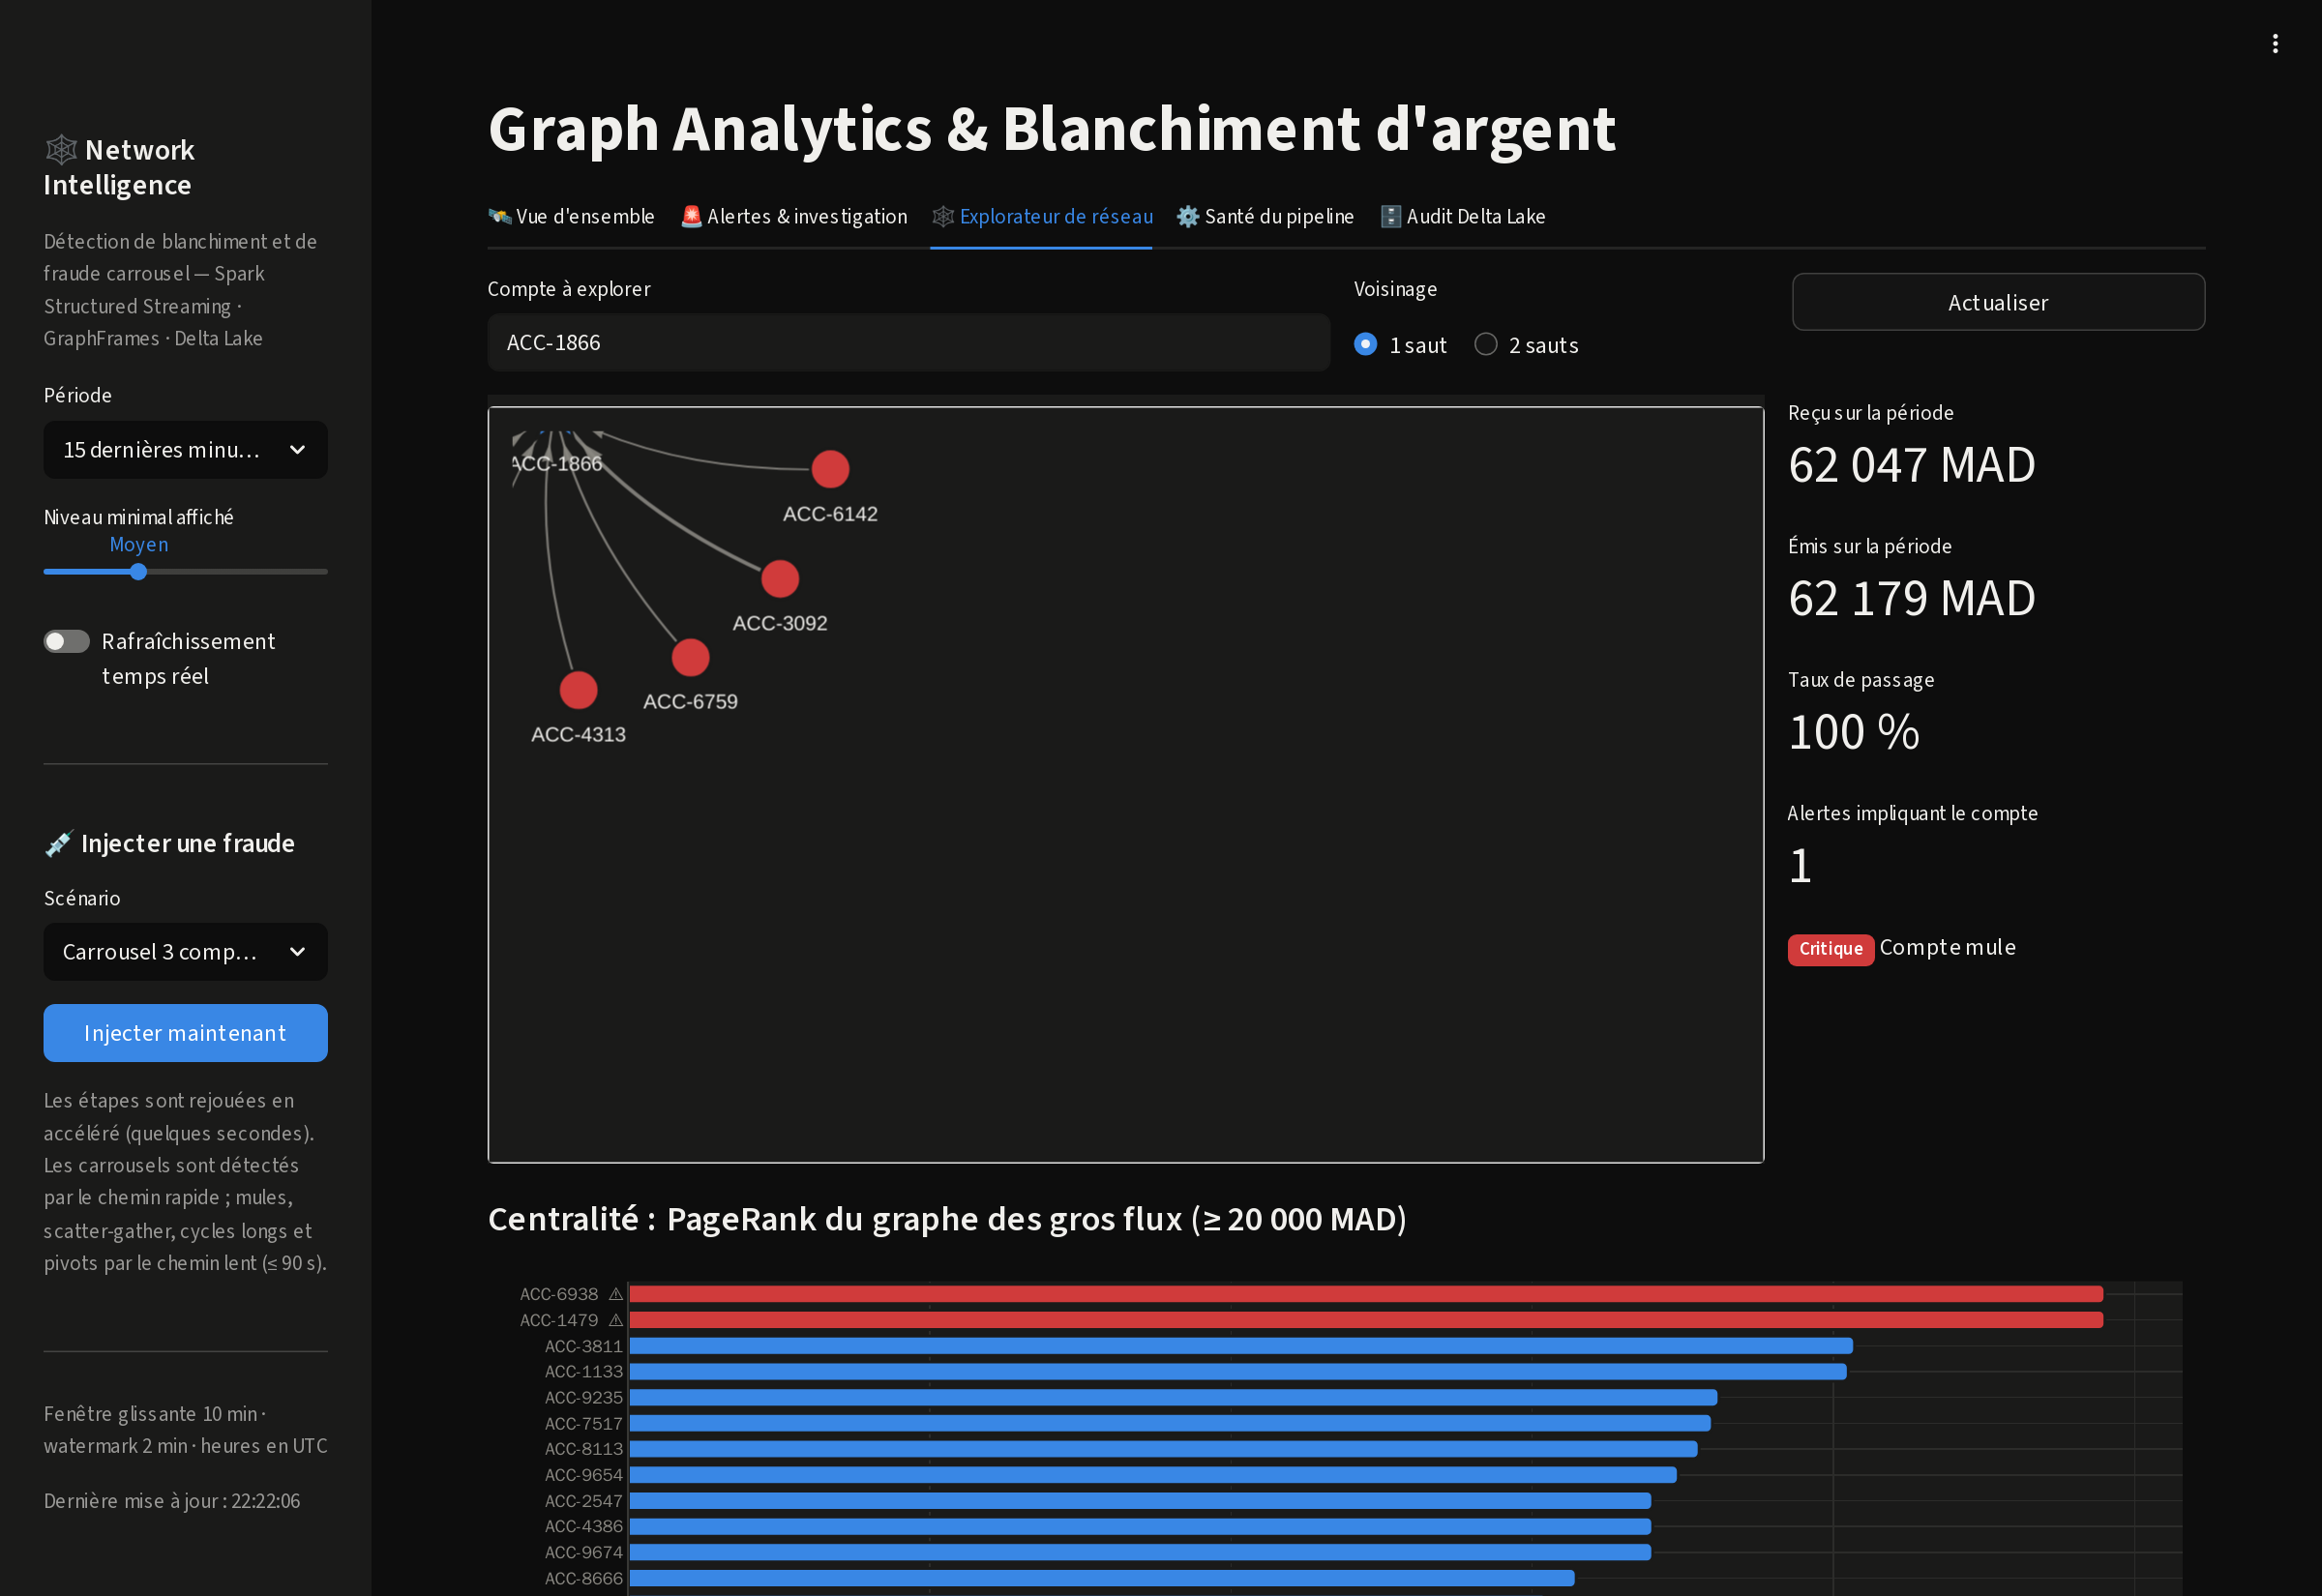 🕸 Network
Intelligence
Détection de blanchiment et de
fraude carrousel — Spark
Structured Streaming ·
GraphFrames · Delta Lake
Période
15 dernières minu…
Niveau minimal affiché
Moyen
Rafraîchissement
temps réel
💉 Injecter une fraude
Scénario
Carrousel 3 comp…
Injecter maintenant
Les étapes sont rejouées en
accéléré (quelques secondes).
Les carrousels sont détectés
par le chemin rapide ; mules,
scatter-gather, cycles longs et
pivots par le chemin lent (≤ 90 s).
Fenêtre glissante 10 min ·
watermark 2 min · heures en UTC
Dernière mise à jour : 22:22:06
Graph Analytics & Blanchiment d'argent
🛰 Vue d'ensemble 🚨 Alertes & investigation 🕸 Explorateur de réseau ⚙️ Santé du pipeline 🗄 Audit Delta Lake
Compte à explorer
ACC-1866
Voisinage
1 saut 2 sauts
Actualiser
ACC-1866
ACC-6142
ACC-3092
ACC-6759
ACC-4313
Reçu sur la période
62 047 MAD
Émis sur la période
62 179 MAD
Taux de passage
100 %
Alertes impliquant le compte
1
Critique Compte mule
Centralité : PageRank du graphe des gros flux (≥ 20 000 MAD)
ACC-6938 ⚠
ACC-1479 ⚠
ACC-3811
ACC-1133
ACC-9235
ACC-7517
ACC-8113
ACC-9654
ACC-2547
ACC-4386
ACC-9674
ACC-8666